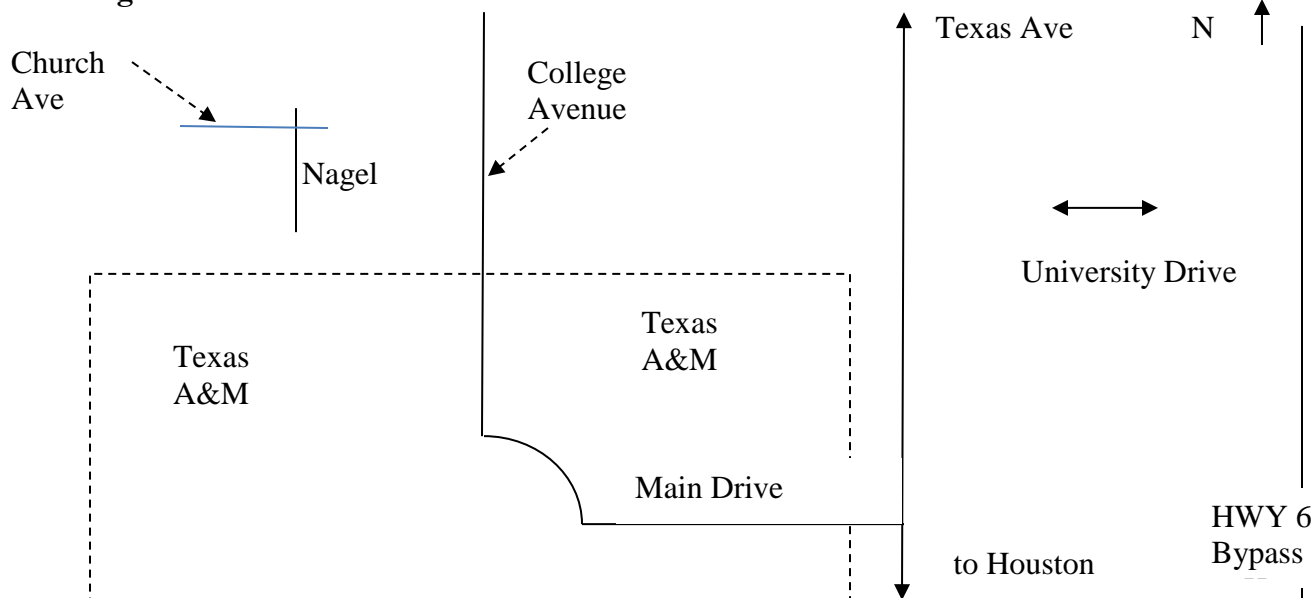 Texas Ave
N
Church
Ave
College
Avenue
Nagel
University Drive
Texas
A&M
Texas
A&M
Main Drive
HWY 6
Bypass
to Houston